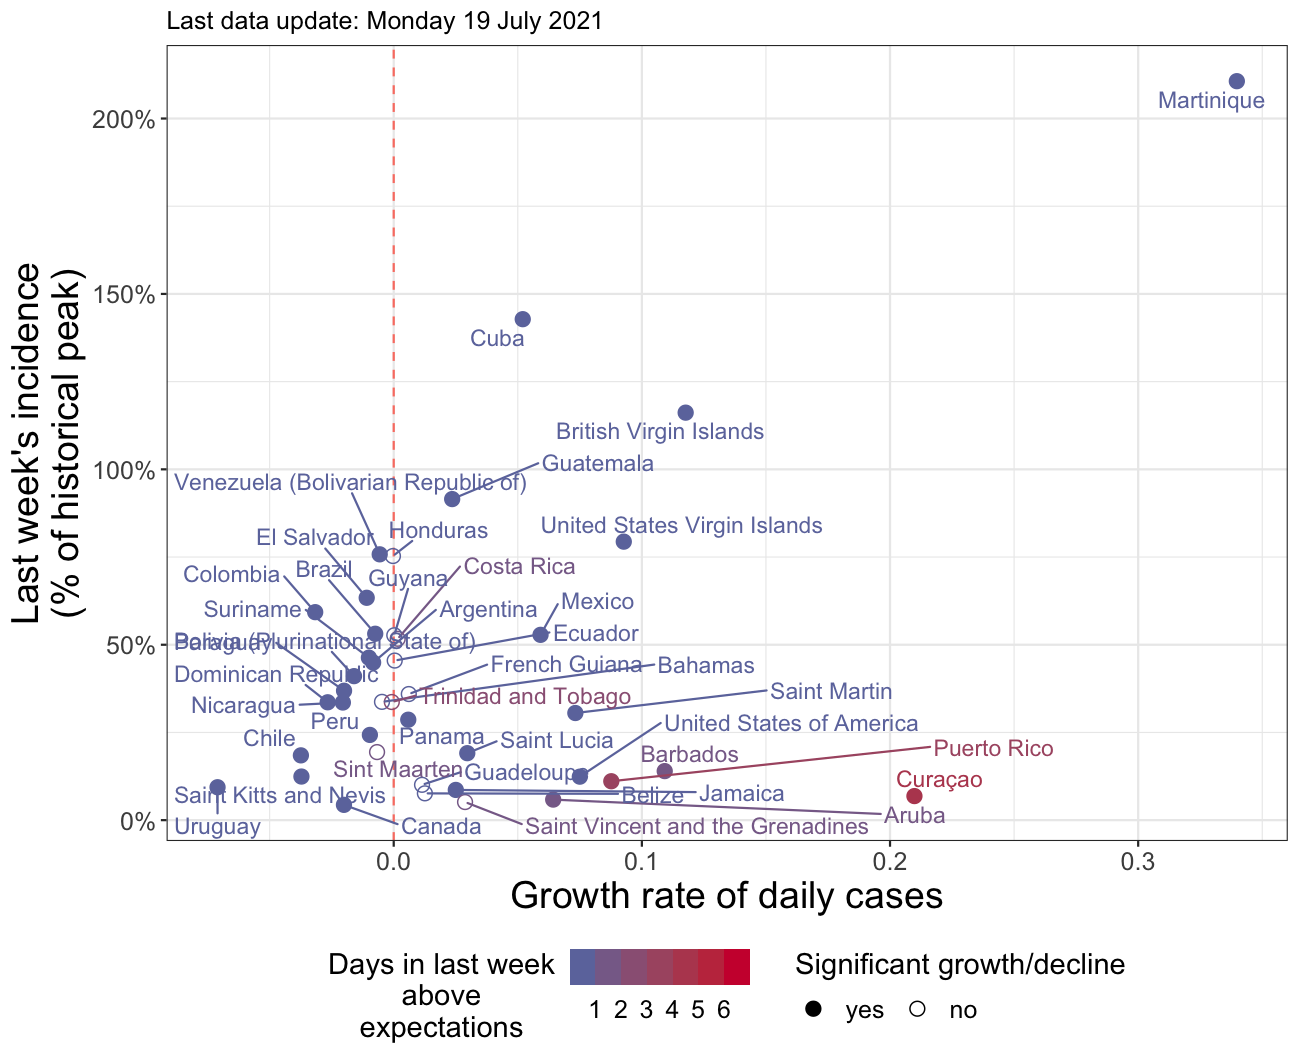 Last data update: Monday 19 July 2021
Last week's incidence
(% of historical peak)
200%
150%
100%
50%
0%
Martinique
Cuba
British Virgin Islands
Guatemala
Venezuela (Bolivarian Republic of)
United States Virgin Islands
Honduras
El Salvador
Costa Rica
Brazil
Colombia
Guyana
Mexico
Suriname
Argentina
Ecuador
Bolivia (Plurinational State of)
Paraguay
French Guiana
Bahamas
Dominican Republic
Saint Martin
Trinidad and Tobago
Nicaragua
Peru
United States of America
Chile
Panama
Saint Lucia
Puerto Rico
Barbados
Sint Maarten
Guadeloupe
Curaçao
Saint Kitts and Nevis
Belize
Jamaica
Aruba
Uruguay
Canada
Saint Vincent and the Grenadines
0.0 0.1 0.2 0.3
Growth rate of daily cases
Days in last week
above
expectations
1 2 3 4 5 6
Significant growth/decline
yes no